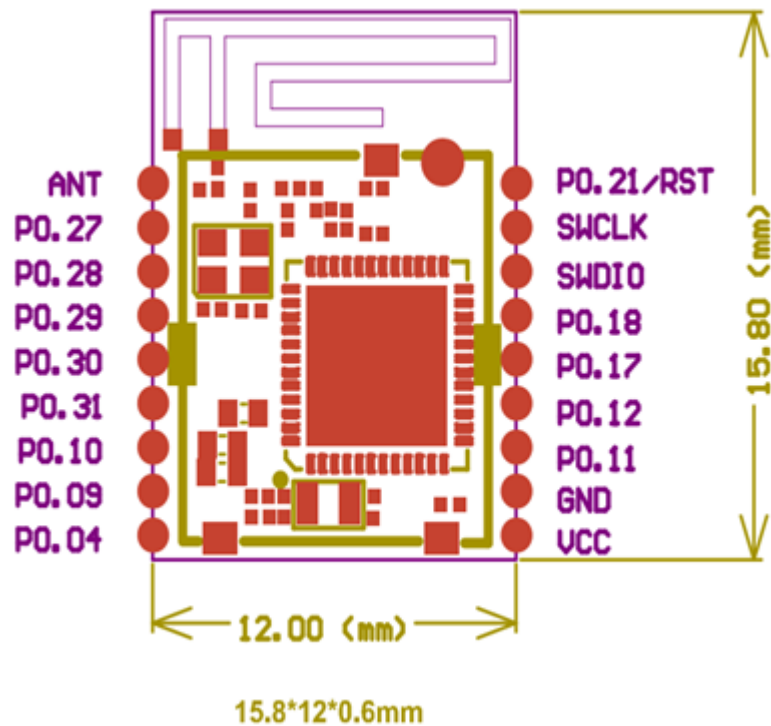 ANT
P0.27
P0.28
P0.29
P0.30
P0.31
P0.10
P0.09
P0.04
P0.21/RST
SWCLK
SWDIO
P0.18
P0.17
P0.12
P0.11
GND
VCC
15.80 (mm)
12.00 (mm)
15.8*12*0.6mm